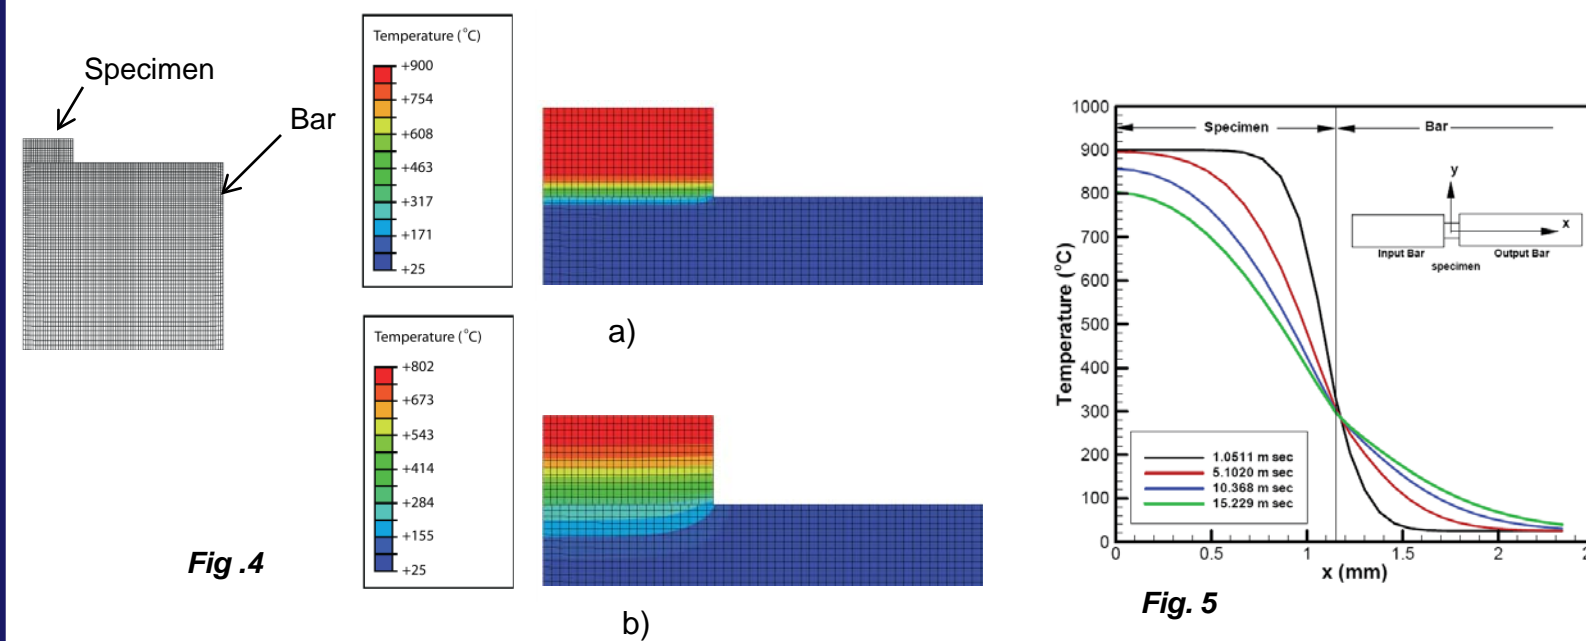 Specimen
Bar
Fig .4
Temperature (°C)
+900
+754
+608
+463
+317
+171
+25
a)
Temperature (°C)
+802
+673
+543
+414
+284
+155
+25
b)
1000
900
800
700
600
500
400
300
200
100
0
Temperature (°C)
Specimen
Bar
y
x
Input Bar
specimen
Output Bar
1.0511 m sec
5.1020 m sec
10.368 m sec
15.229 m sec
0
0.5
1
1.5
2
x (mm)
Fig. 5